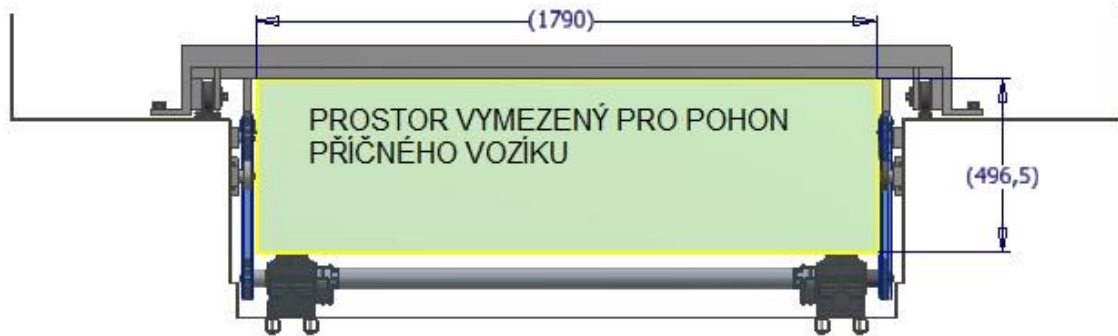 (1790)
PROSTOR VYMEZENÝ PRO POHON
PŘÍČNÉHO VOZÍKU
(496,5)